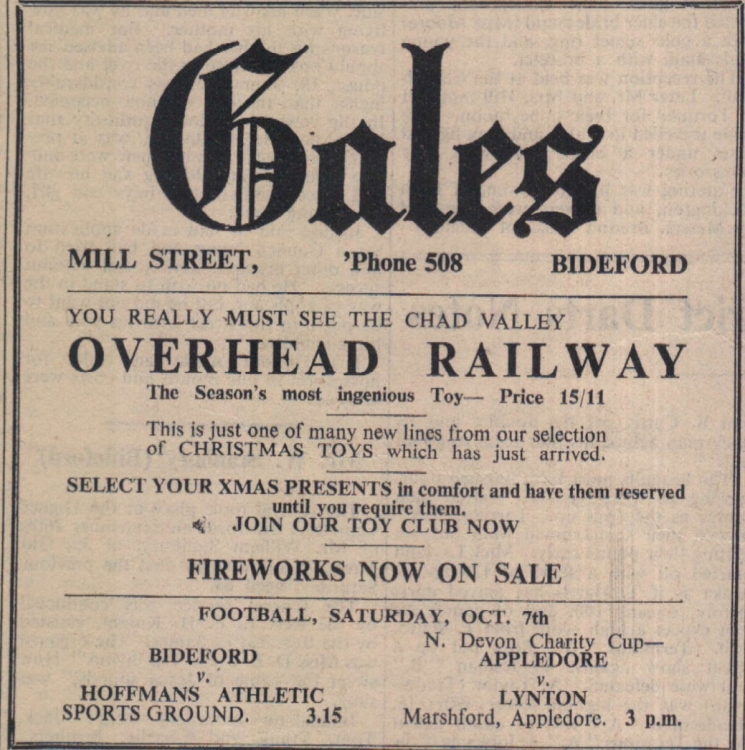 Gales
MILL STREET, 'Phone 508 BIDEFORD
YOU REALLY MUST SEE THE CHAD VALLEY
OVERHEAD RAILWAY
The Season's most ingenious Toy— Price 15/11
This is just one of many new lines from our selection
of CHRISTMAS TOYS which has just arrived.
SELECT YOUR XMAS PRESENTS in comfort and have them reserved
until you require them.
JOIN OUR TOY CLUB NOW
FIREWORKS NOW ON SALE
FOOTBALL, SATURDAY, OCT. 7th
BIDEFORD
v.
HOFFMANS ATHLETIC
SPORTS GROUND. 3.15
N. Devon Charity Cup—
APPLEDORE
v.
LYNTON
Marshford, Appledore. 3 p.m.